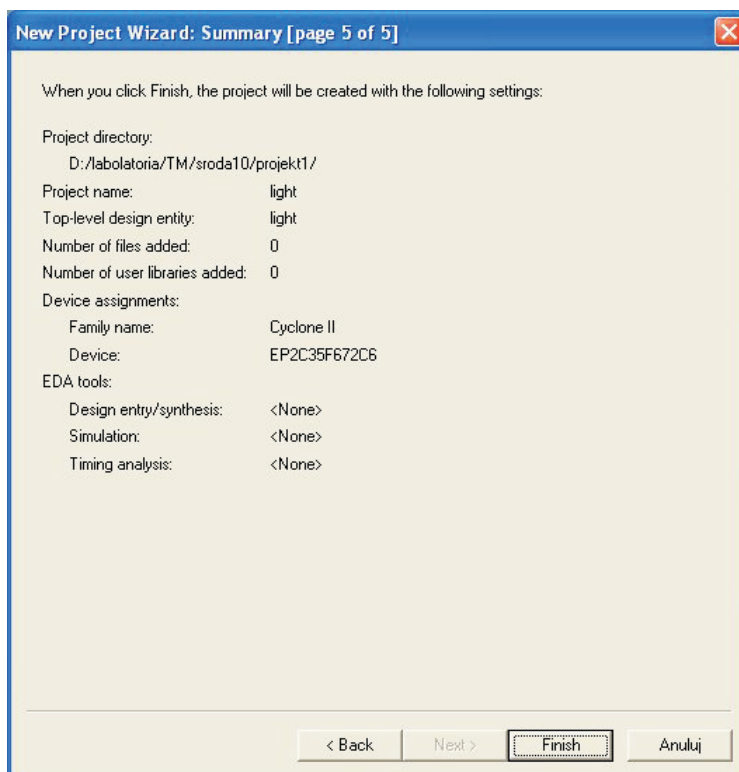 New Project Wizard: Summary [page 5 of 5]
When you click Finish, the project will be created with the following settings:
Project directory:
D:/labolatoria/TM/sroda10/projekt1/
Project name: light
Top-level design entity: light
Number of files added: 0
Number of user libraries added: 0
Device assignments:
Family name: Cyclone II
Device: EP2C35F672C6
EDA tools:
Design entry/synthesis: <None>
Simulation: <None>
Timing analysis: <None>
< Back Next > Finish Anuluj